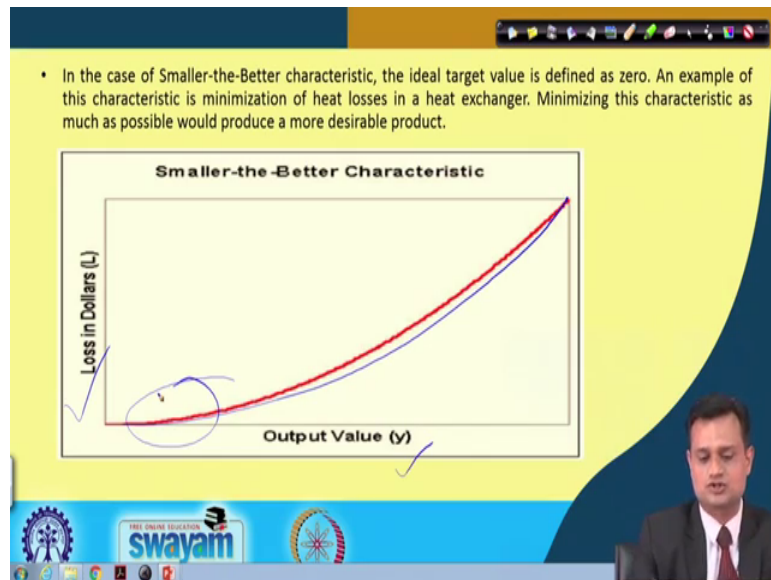 • In the case of Smaller-the-Better characteristic, the ideal target value is defined as zero. An example of
this characteristic is minimization of heat losses in a heat exchanger. Minimizing this characteristic as
much as possible would produce a more desirable product.
Smaller-the-Better Characteristic
Loss in Dollars (L)
Output Value (y)
FREE ONLINE EDUCATION
swayam